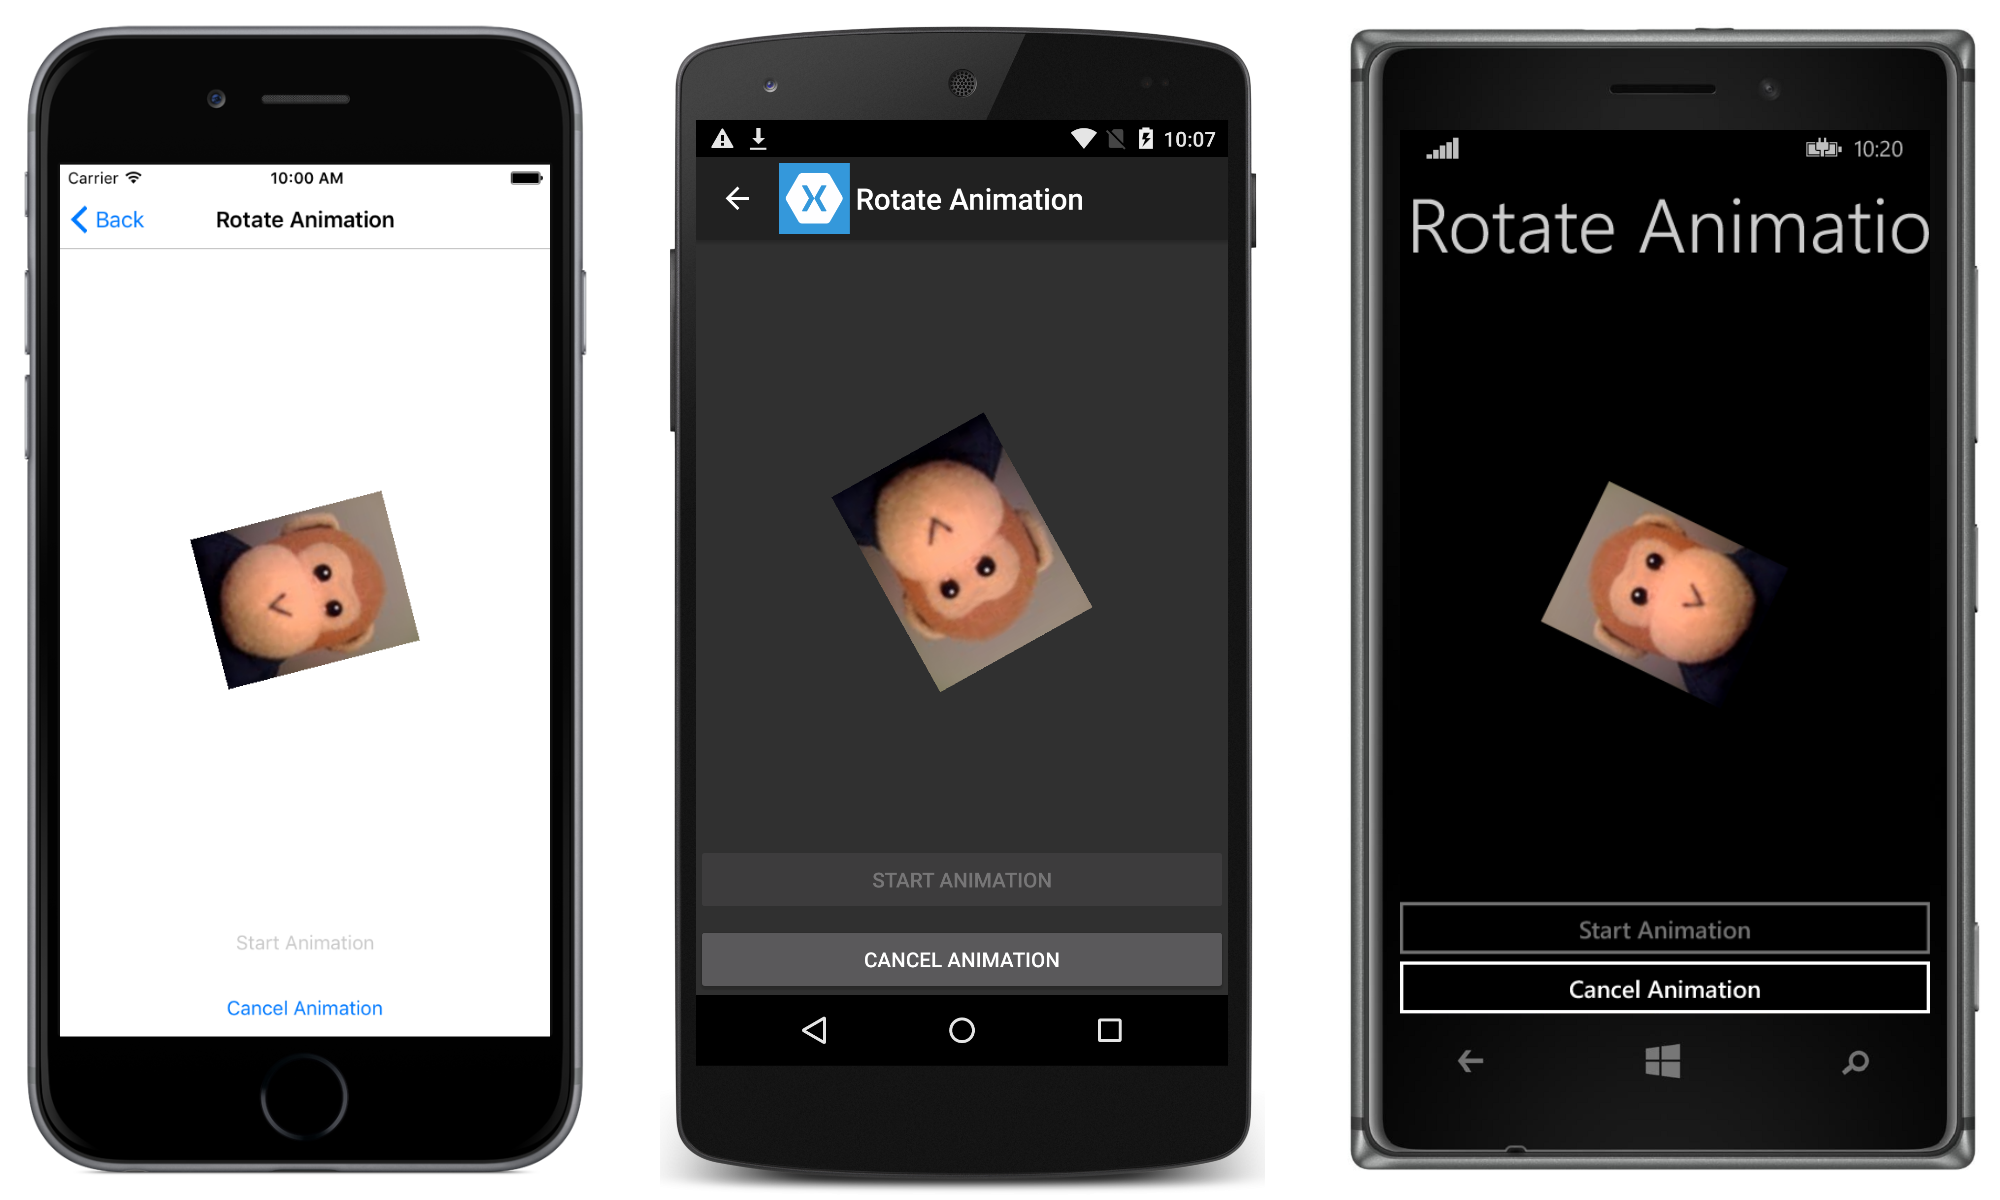 Carrier
10:00 AM
Back
Rotate Animation
Start Animation
Cancel Animation
10:07
X Rotate Animation
START ANIMATION
CANCEL ANIMATION
10:20
Rotate Animatio
Start Animation
Cancel Animation